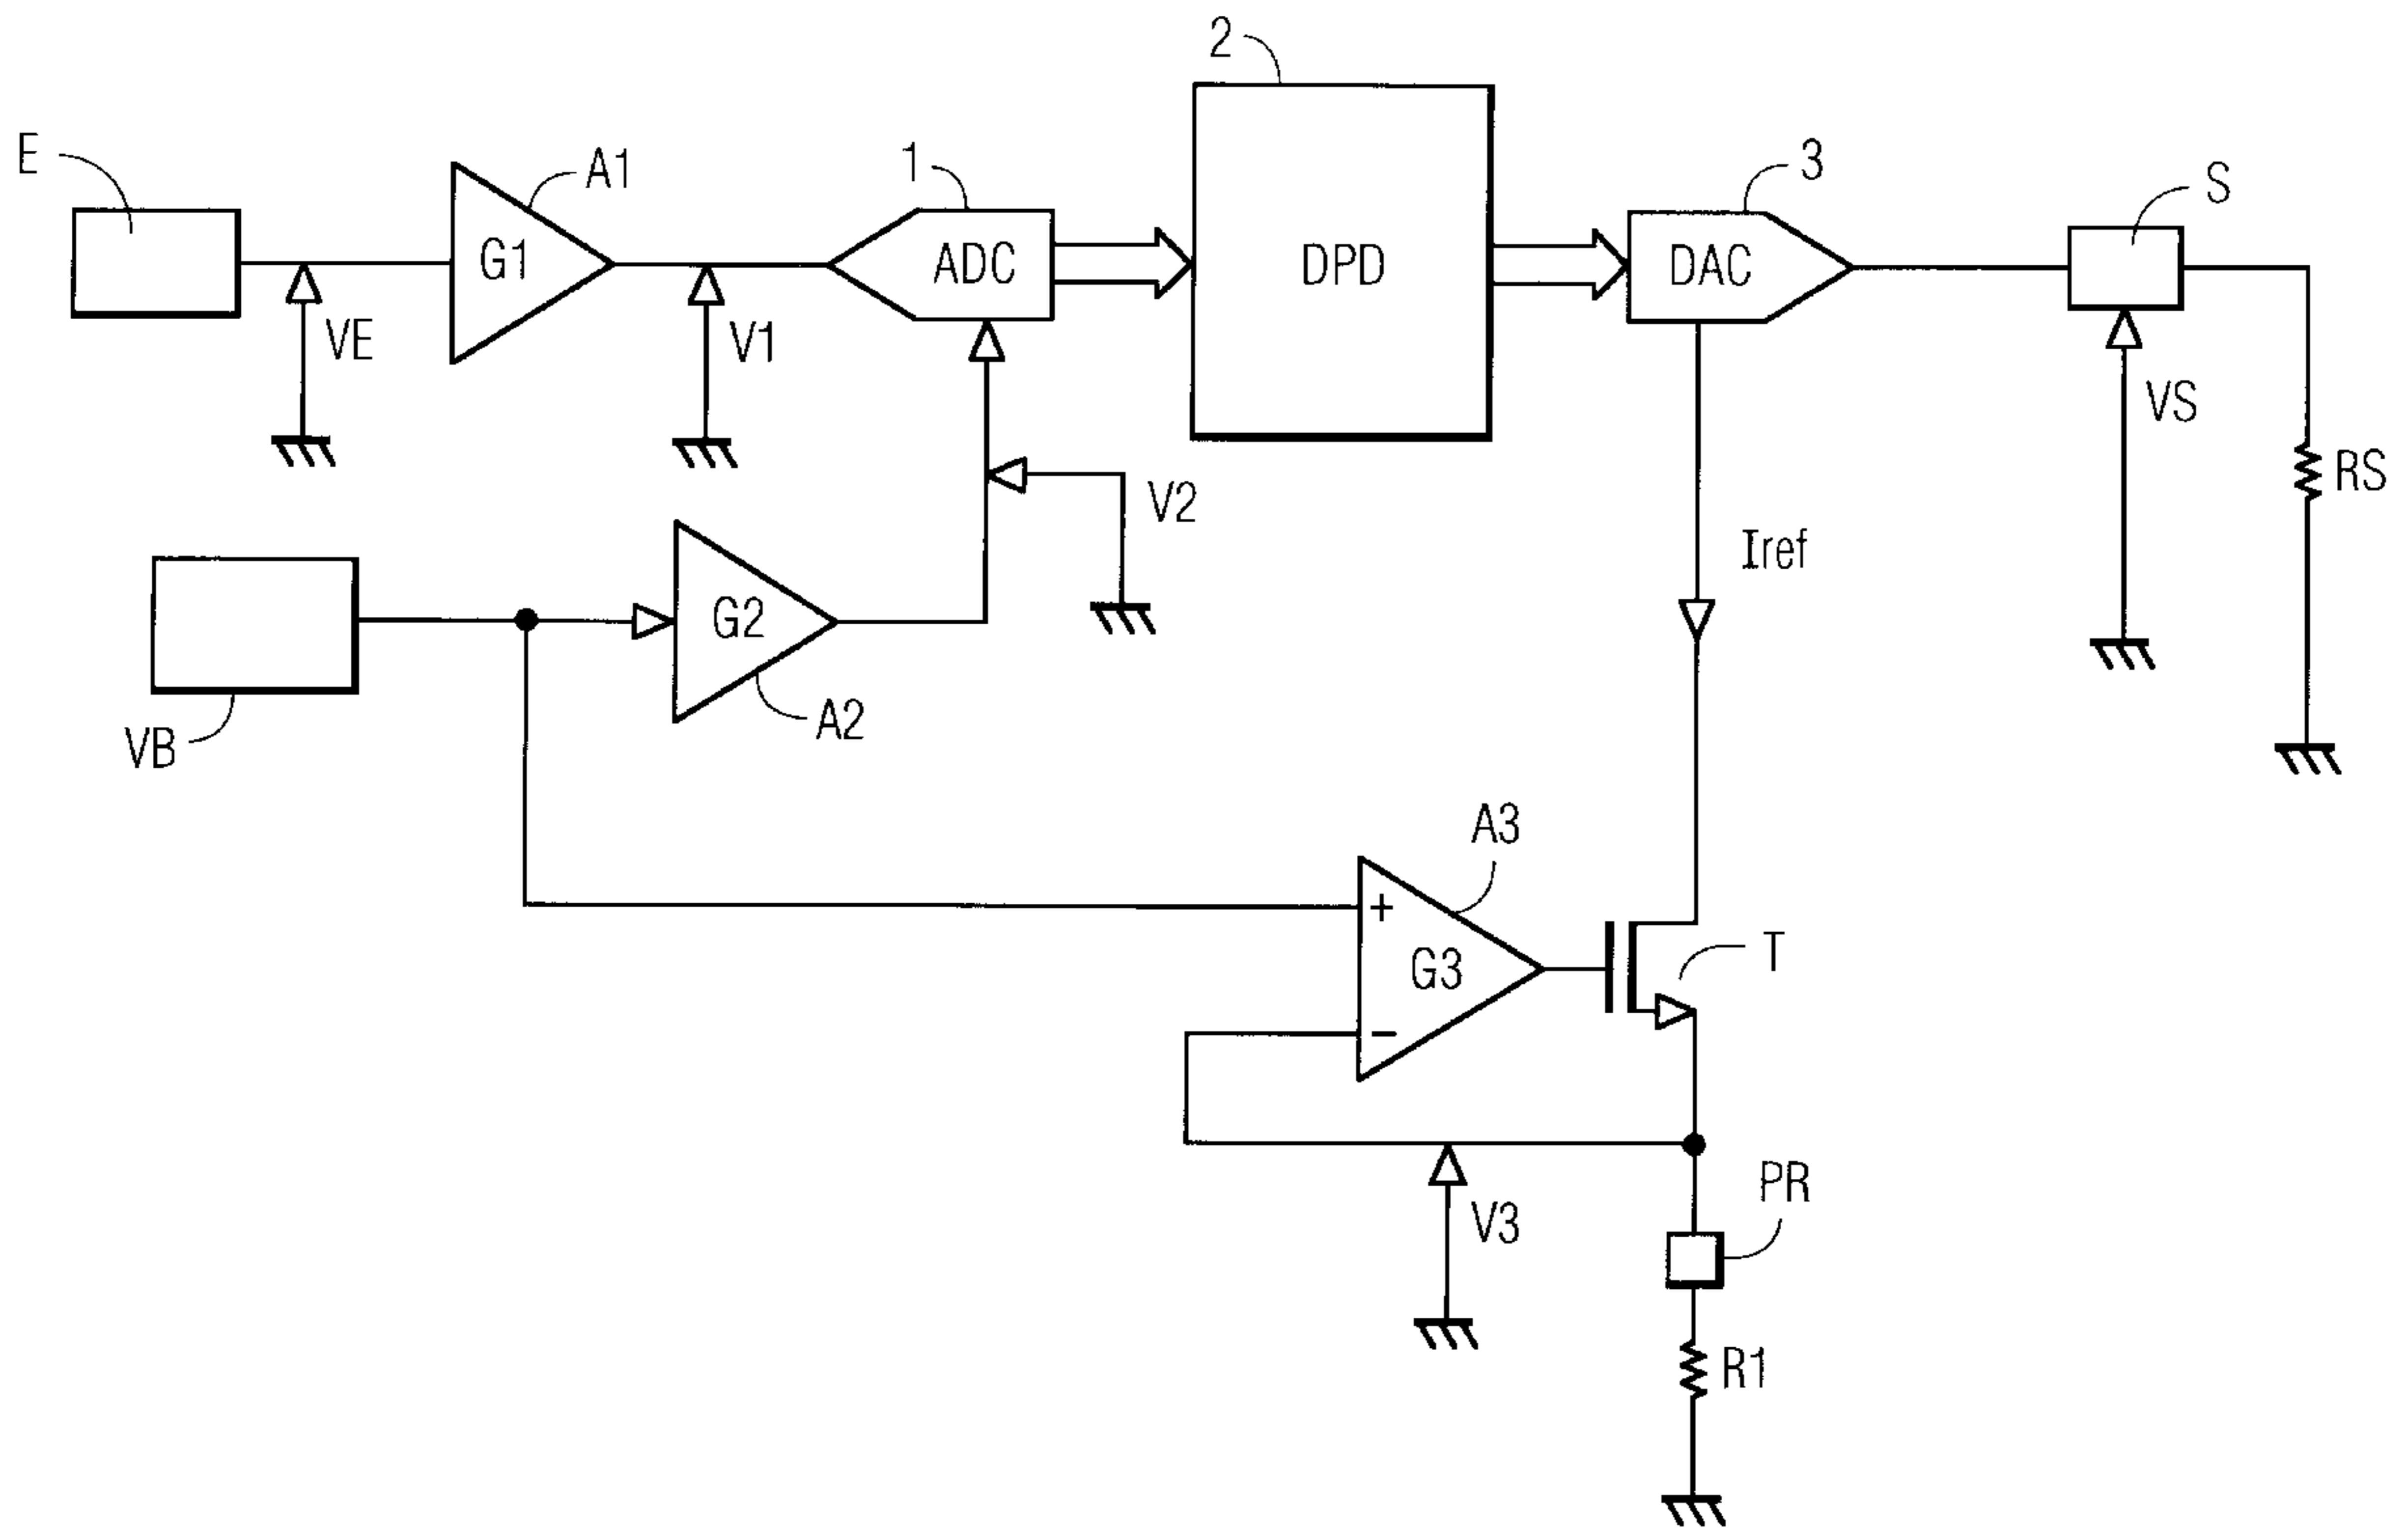 2
E
A1
1
3
S
G1
ADC
DPD
DAC
VE
V1
VS
V2
RS
Iref
G2
VB
A2
A3
+
G3
T
−
PR
V3
R1